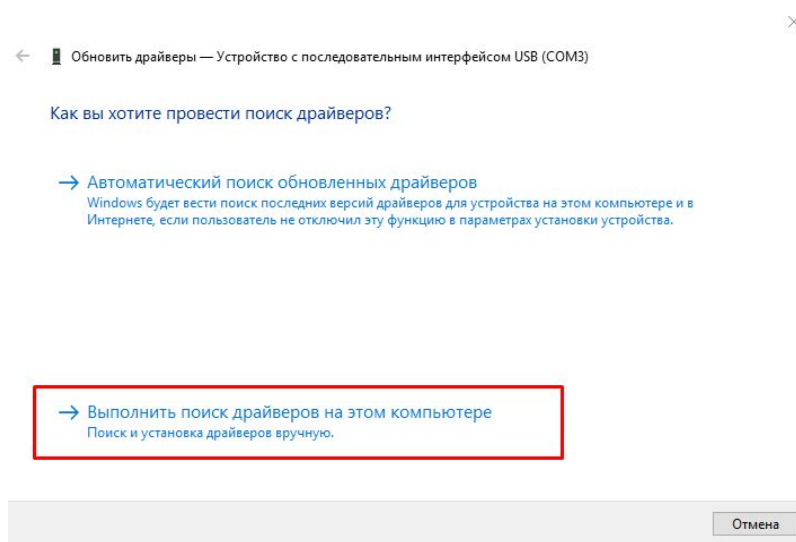 Обновить драйверы — Устройство с последовательным интерфейсом USB (COM3)
Как вы хотите провести поиск драйверов?
Автоматический поиск обновленных драйверов
Windows будет вести поиск последних версий драйверов для устройства на этом компьютере и в
Интернете, если пользователь не отключил эту функцию в параметрах установки устройства.
Выполнить поиск драйверов на этом компьютере
Поиск и установка драйверов вручную.
Отмена